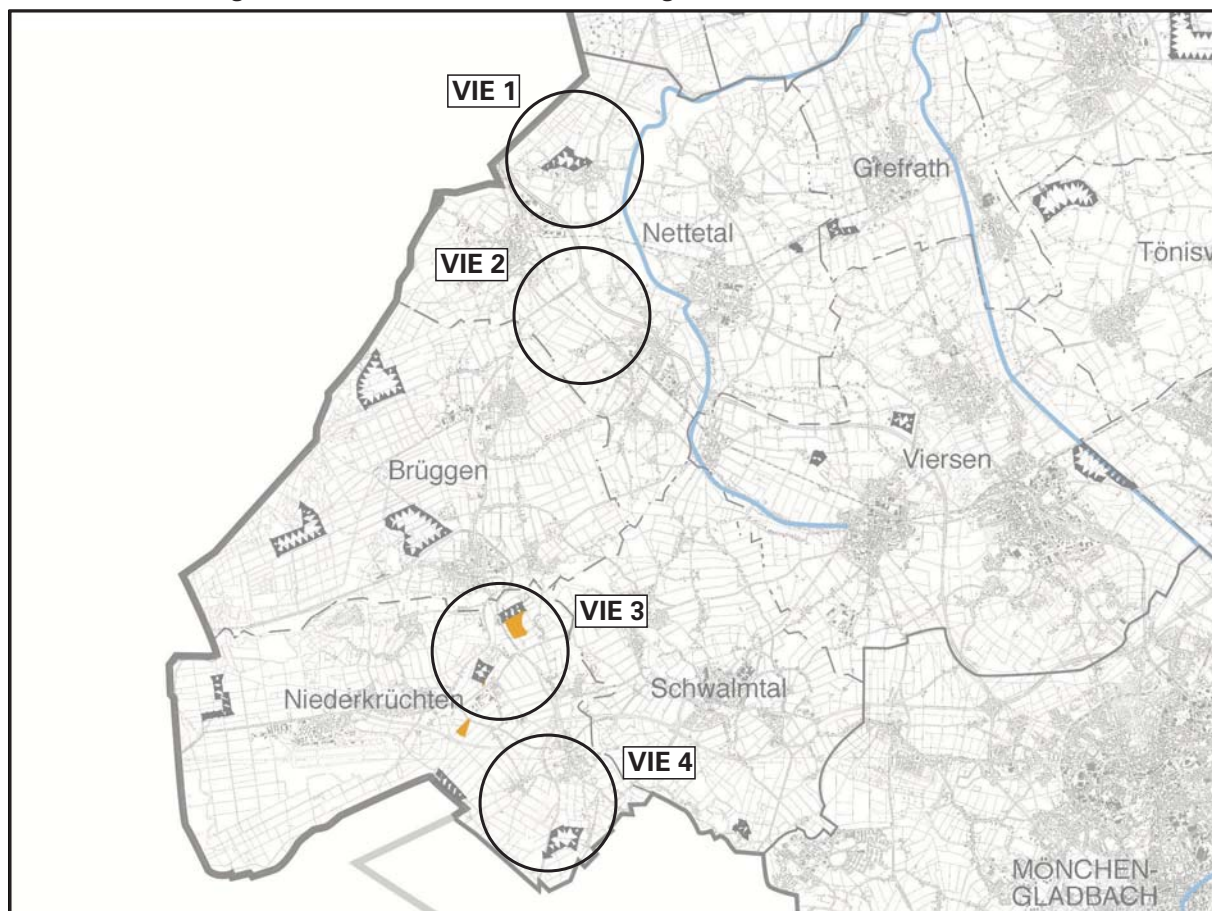 VIE 1
Grefrath
Nettetal
VIE 2
Tönisv
Brüggen
Viersen
VIE 3
Niederkrüchten
Schwalmtal
VIE 4
MÖNCHEN-
GLADBACH